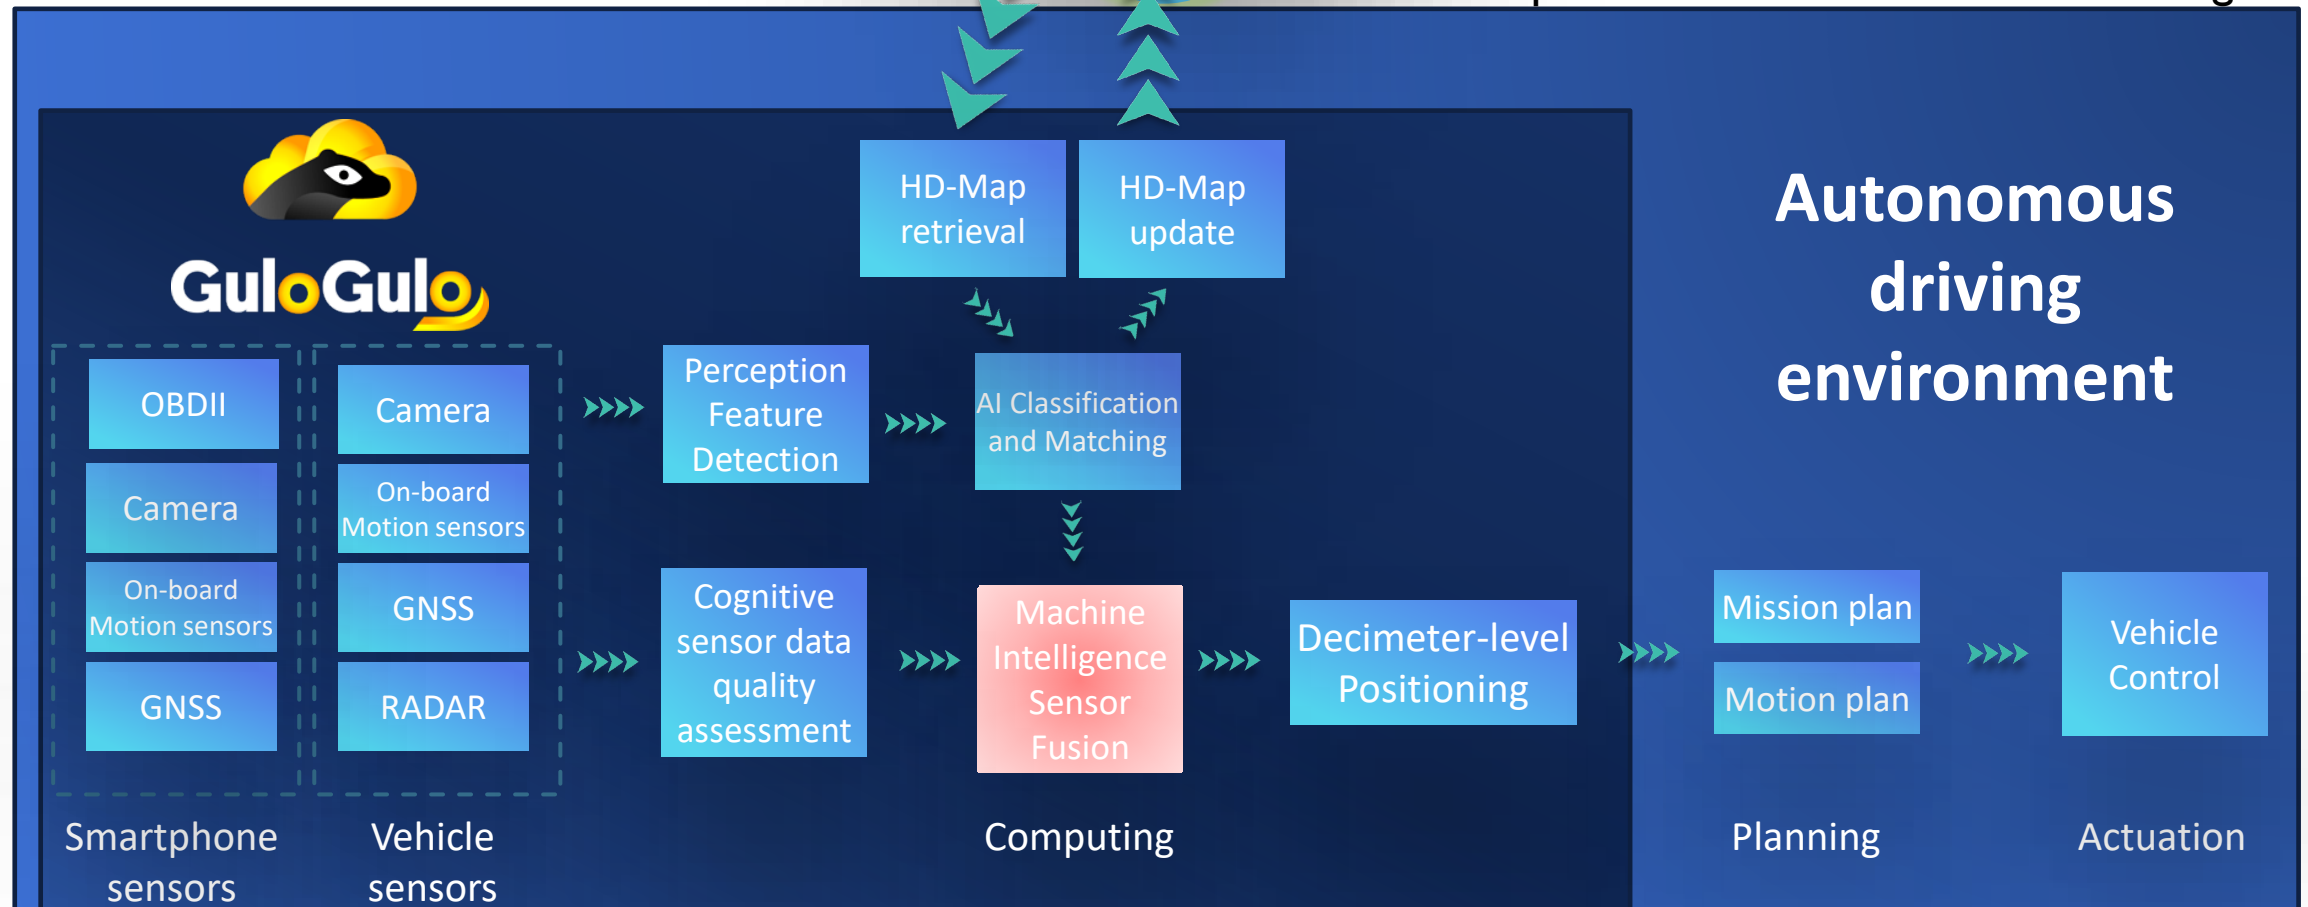 GuloGulo
HD-Map
retrieval
HD-Map
update
Autonomous
driving
environment
OBDII
Camera
On-board
Motion sensors
GNSS
Camera
On-board
Motion sensors
GNSS
RADAR
Perception
Feature
Detection
AI Classification
and Matching
Cognitive
sensor data
quality
assessment
Machine
Intelligence
Sensor
Fusion
Decimeter-level
Positioning
Mission plan
Motion plan
Vehicle
Control
Smartphone
sensors
Vehicle
sensors
Computing
Planning
Actuation